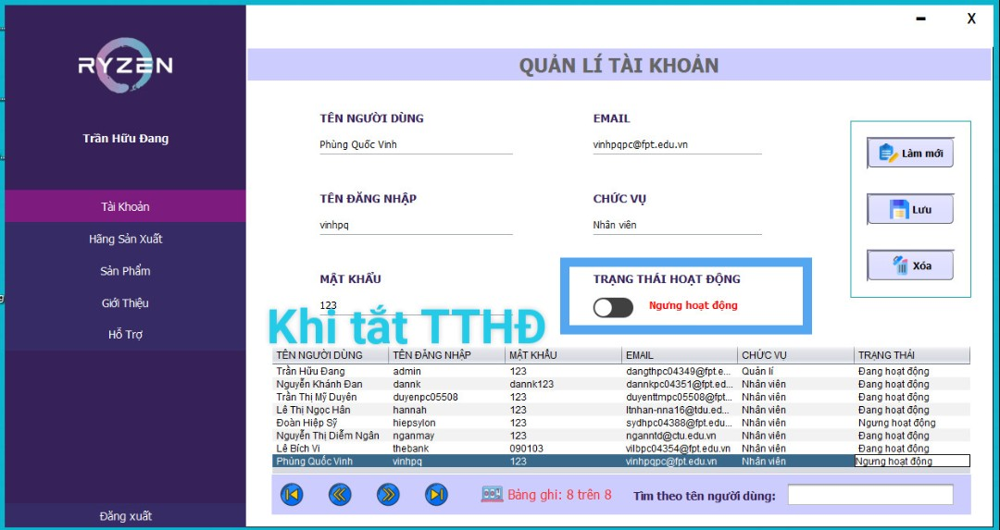 X
RYZEN
QUẢN LÍ TÀI KHOẢN
Trần Hữu Đang
Tài Khoản
Hãng Sản Xuất
Sản Phẩm
Giới Thiệu
Hỗ Trợ
Đăng xuất
TÊN NGƯỜI DÙNG
Phùng Quốc Vinh
EMAIL
vinhpqpc@fpt.edu.vn
TÊN ĐĂNG NHẬP
vinhpq
CHỨC VỤ
Nhân viên
MẬT KHẨU
123
TRẠNG THÁI HOẠT ĐỘNG
Ngưng hoạt động
Làm mới
Lưu
Xóa
Khi tắt TTHĐ
TÊN NGƯỜI DÙNG TÊN ĐĂNG NHẬP MẬT KHẨU EMAIL CHỨC VỤ TRẠNG THÁI
Trần Hữu Đang admin 123 dangthpc04349@fpt.e... Quản lí Đang hoạt động
Nguyễn Khánh Đan dannk dannk123 dannkpc04351@fpt.ed... Nhân viên Đang hoạt động
Trần Thị Mỹ Duyên duyenpc05508 123 duyenttmpc05508@fpt... Nhân viên Đang hoạt động
Lê Thị Ngọc Hân hannah 123 ltnhan-nna16@tdu.ed... Nhân viên Đang hoạt động
Đoàn Hiệp Sỹ hiepsylon 123 sydhpc04388@fpt.edu... Nhân viên Ngưng hoạt động
Nguyễn Thị Diễm Ngân nganmay 123 nganntd@ctu.edu.vn Nhân viên Đang hoạt động
Lê Bích Vi thebank 090103 vilbpc04354@fpt.edu.vn Nhân viên Đang hoạt động
Phùng Quốc Vinh vinhpq 123 vinhpqpc@fpt.edu.vn Nhân viên Ngưng hoạt động
Bảng ghi: 8 trên 8
Tìm theo tên người dùng: